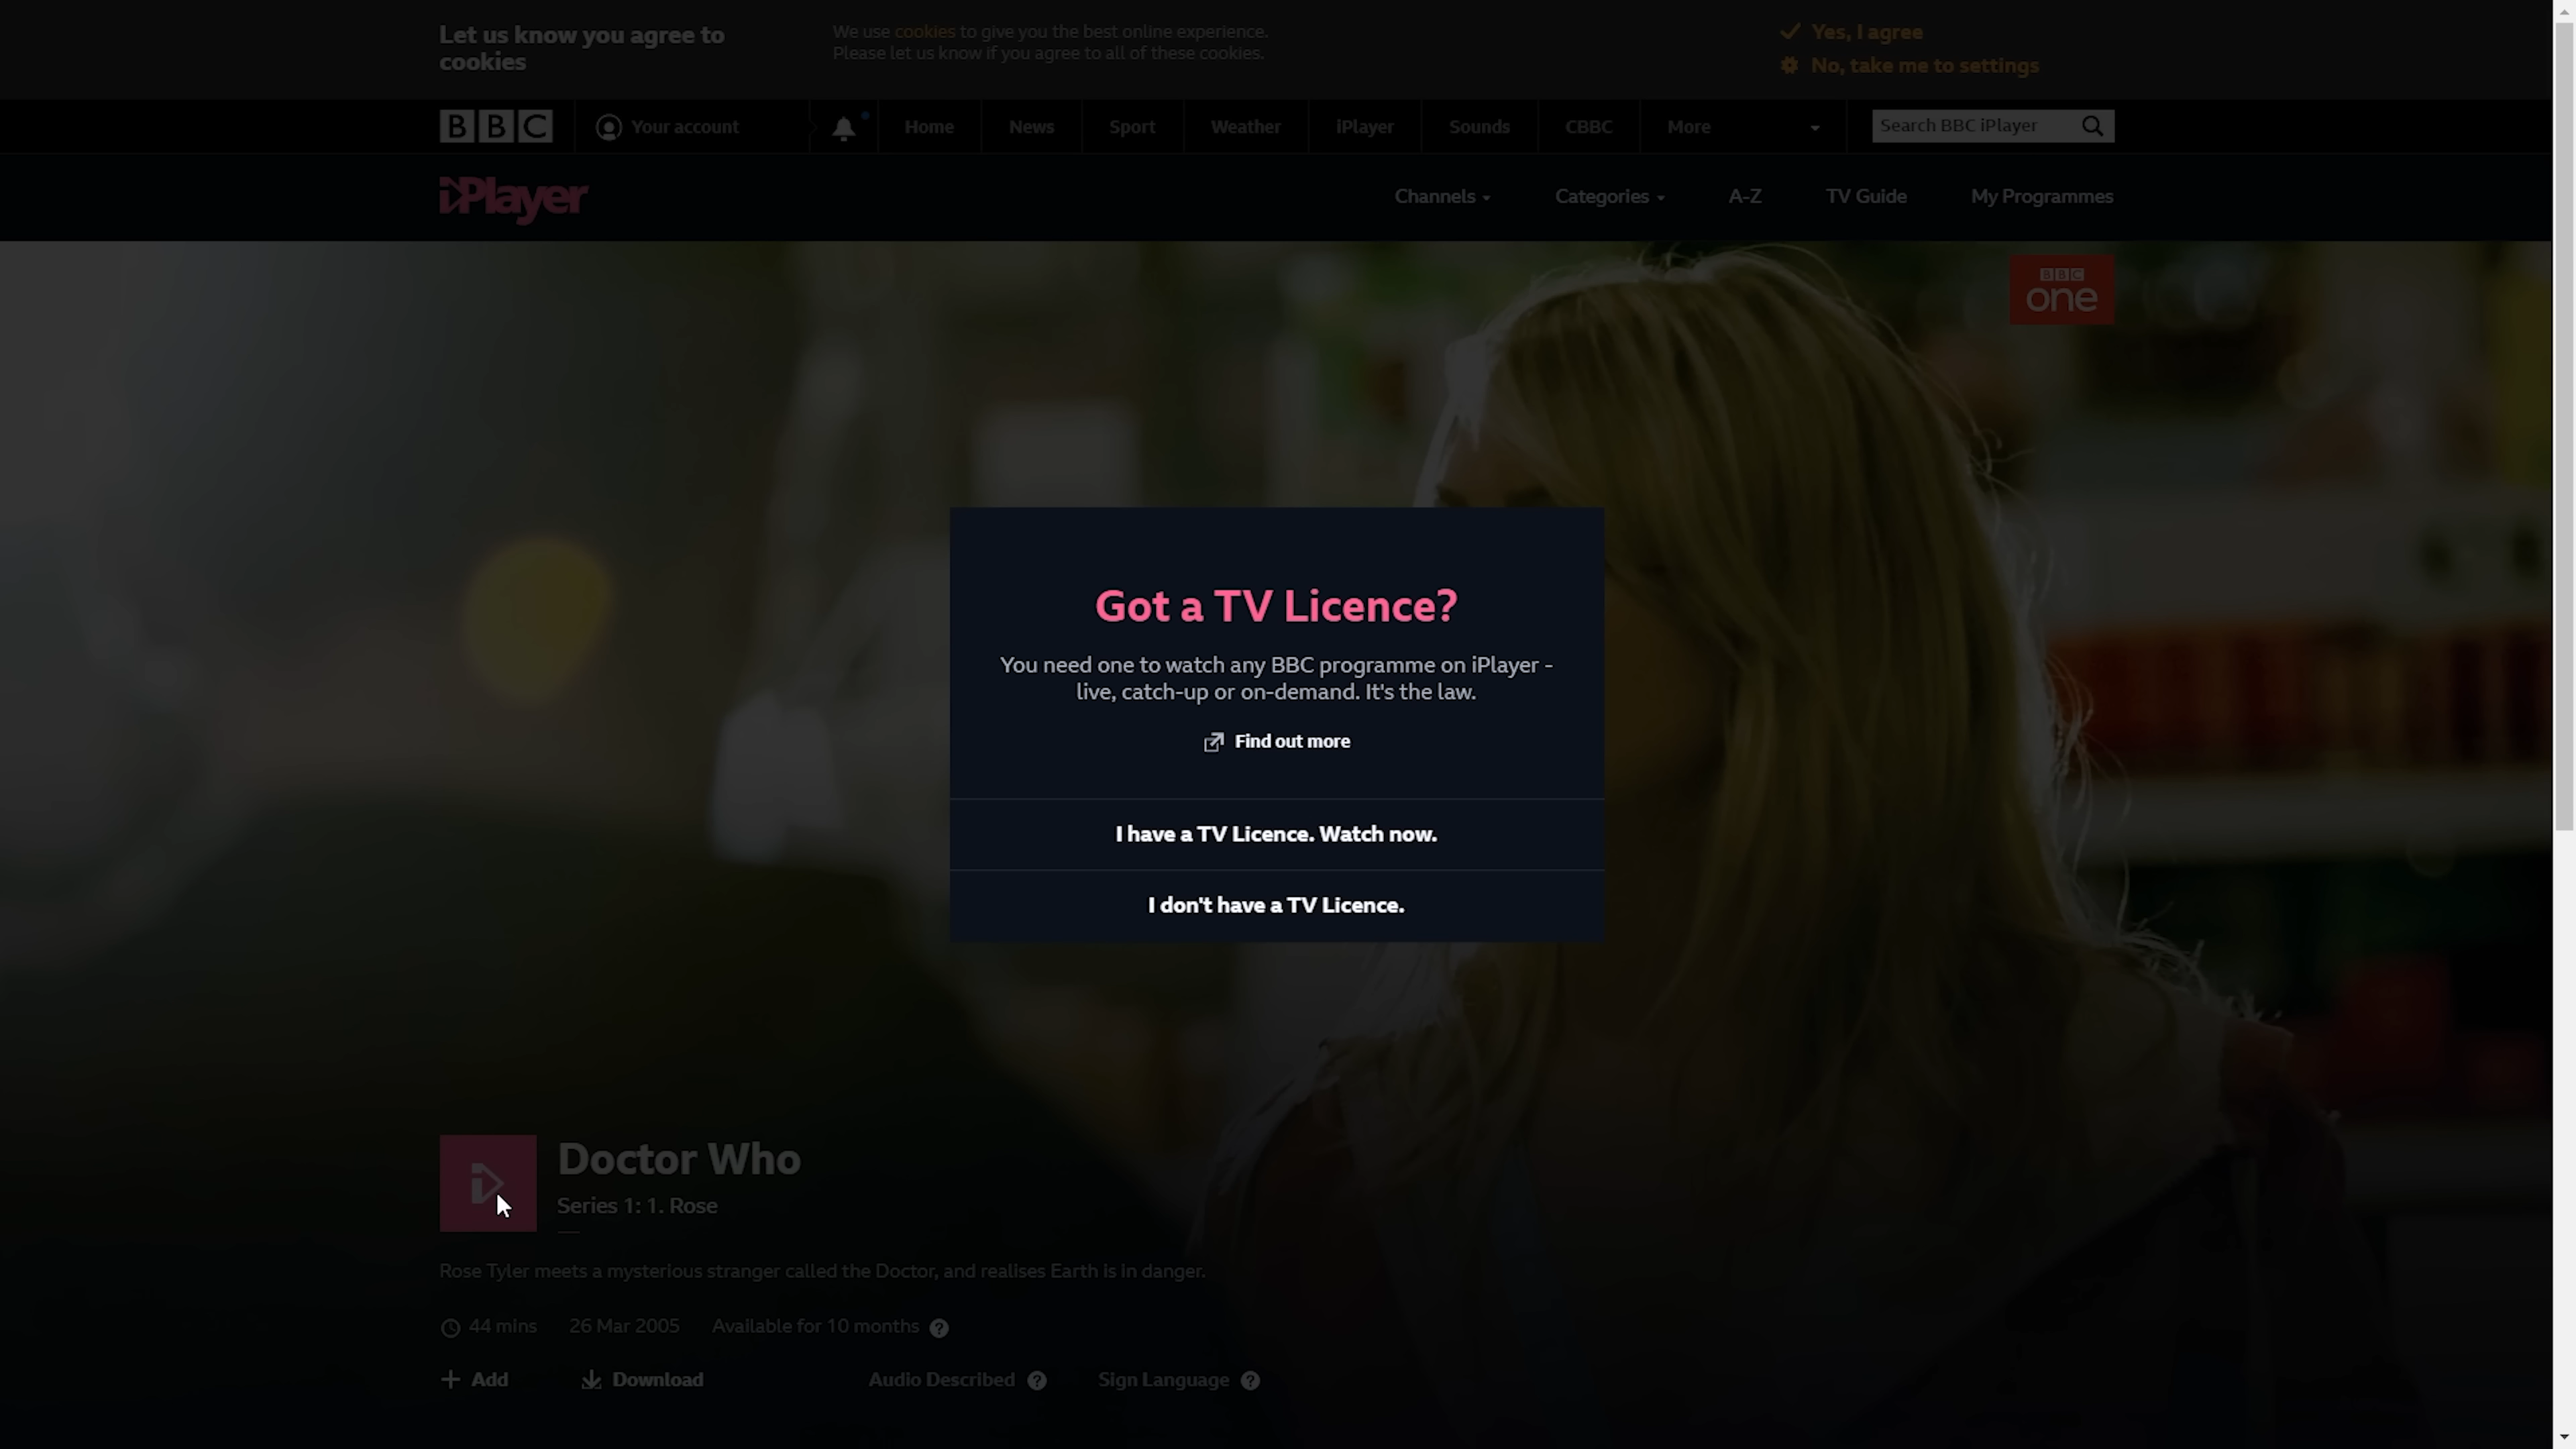 Let us know you agree to
cookies
We use cookies to give you the best online experience.
Please let us know if you agree to all of these cookies.
Yes, I agree
No, take me to settings
BBC
Your account
Home
News
Sport
Weather
iPlayer
Sounds
CBBC
More
Search BBC iPlayer
iPlayer
Channels
Categories
A-Z
TV Guide
My Programmes
BBC
one
Got a TV Licence?
You need one to watch any BBC programme on iPlayer -
live, catch-up or on-demand. It's the law.
Find out more
I have a TV Licence. Watch now.
I don't have a TV Licence.
Doctor Who
Series 1: 1. Rose
Rose Tyler meets a mysterious stranger called the Doctor, and realises Earth is in danger.
44 mins
26 Mar 2005
Available for 10 months ?
Add
Download
Audio Described ?
Sign Language ?